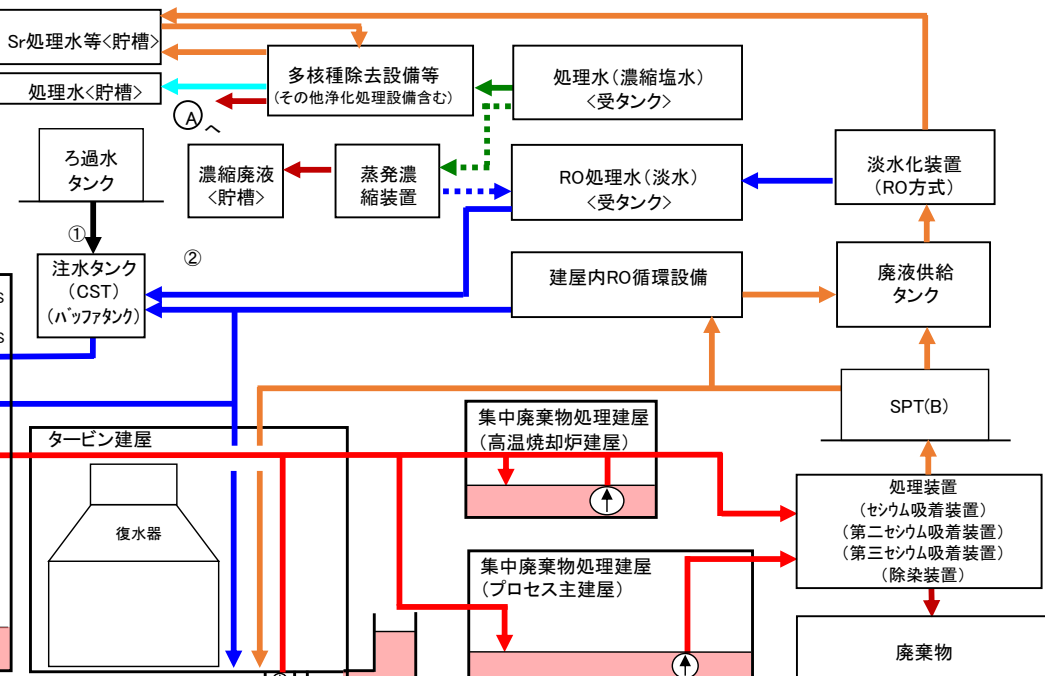 Sr処理水等<貯槽>
処理水<貯槽>
多核種除去設備等
(その他浄化処理設備含む)
Aへ
処理水(濃縮塩水)
<受タンク>
ろ過水
タンク
濃縮廃液
<貯槽>
蒸発濃
縮装置
RO処理水(淡水)
<受タンク>
淡水化装置
(RO方式)
①
②
注水タンク
(CST)
(バッファタンク)
建屋内RO循環設備
廃液供給
タンク
S
S
SPT(B)
タービン建屋
復水器
集中廃棄物処理建屋
(高温焼却炉建屋)
処理装置
(セシウム吸着装置)
(第二セシウム吸着装置)
(第三セシウム吸着装置)
(除染装置)
集中廃棄物処理建屋
(プロセス主建屋)
廃棄物